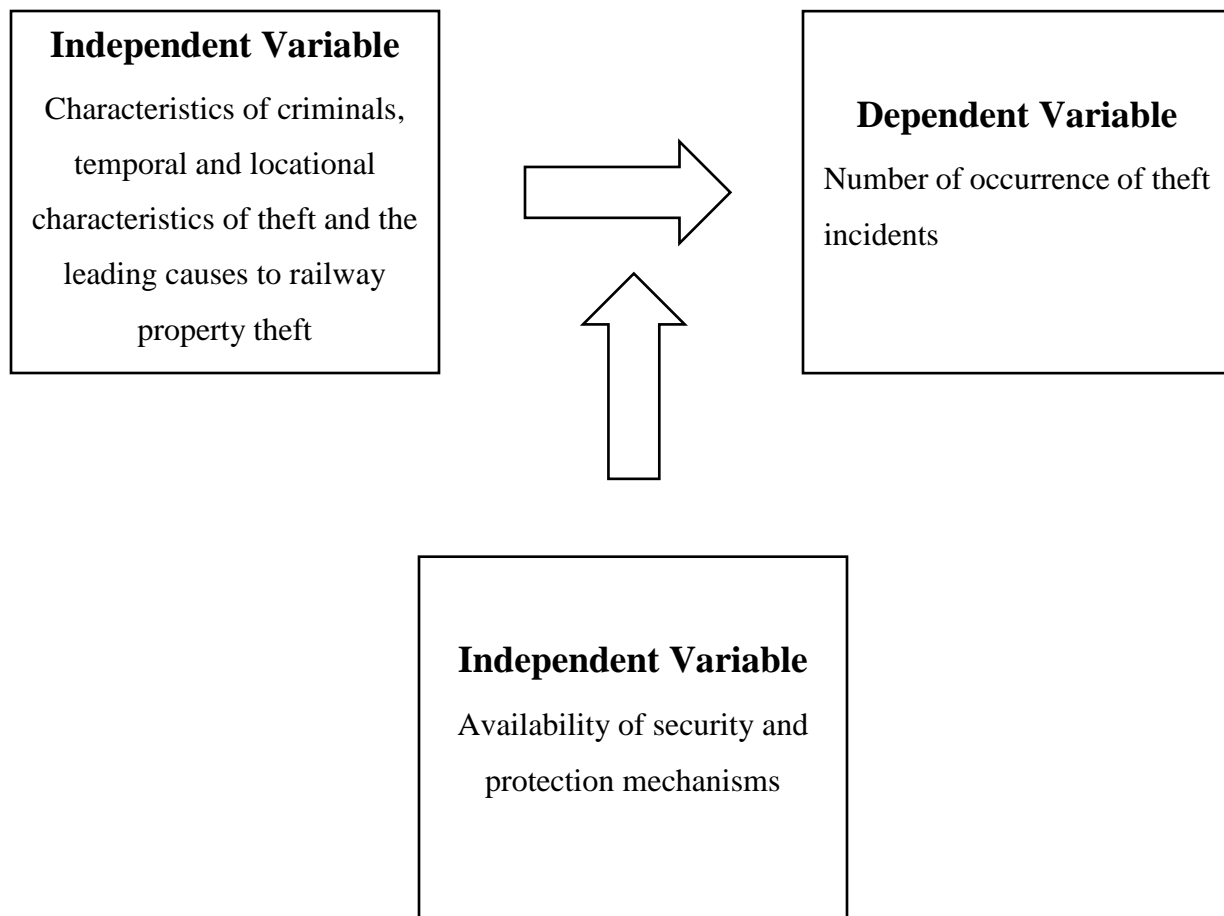 Independent Variable
Characteristics of criminals,
temporal and locational
characteristics of theft and the
leading causes to railway
property theft
Dependent Variable
Number of occurrence of theft
incidents
Independent Variable
Availability of security and
protection mechanisms